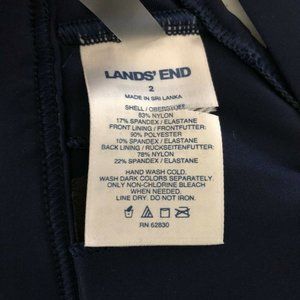 LANDS' END
2
MADE IN SRI LANKA
SHELL / OBERSTOFF
83% NYLON
17% SPANDEX / ELASTANE
FRONT LINING / FRONTFUTTER:
90% POLYESTER
10% SPANDEX / ELASTANE
BACK LINING / RUCKSEITENFUTTER:
78% NYLON
22% SPANDEX / ELASTANE
HAND WASH COLD.
WASH DARK COLORS SEPARATELY.
ONLY NON-CHLORINE BLEACH
WHEN NEEDED.
LINE DRY. DO NOT IRON.
RN 62830